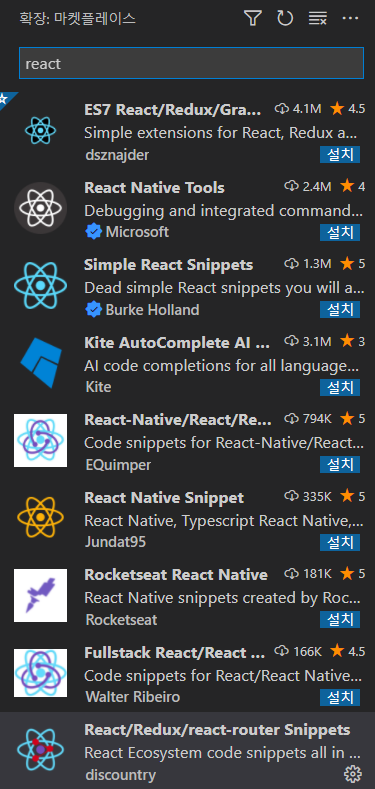 확장: 마켓플레이스
react
ES7 React/Redux/Gra... 4.1M 4.5
Simple extensions for React, Redux a...
dsznajder 설치
React Native Tools 2.4M 4
Debugging and integrated command...
Microsoft 설치
Simple React Snippets 1.3M 5
Dead simple React snippets you will a...
Burke Holland 설치
Kite AutoComplete AI ... 3.1M 3
AI code completions for all language...
Kite 설치
React-Native/React/Re... 794K 5
Code snippets for React-Native/React...
EQuimper 설치
React Native Snippet 335K 5
React Native, Typescript React Native,...
Jundat95 설치
Rocketseat React Native 181K 5
React Native snippets created by Roc...
Rocketseat 설치
Fullstack React/React ... 166K 4.5
Code snippets for React/React Native...
Walter Ribeiro 설치
React/Redux/react-router Snippets
React Ecosystem code snippets all in ...
discountry